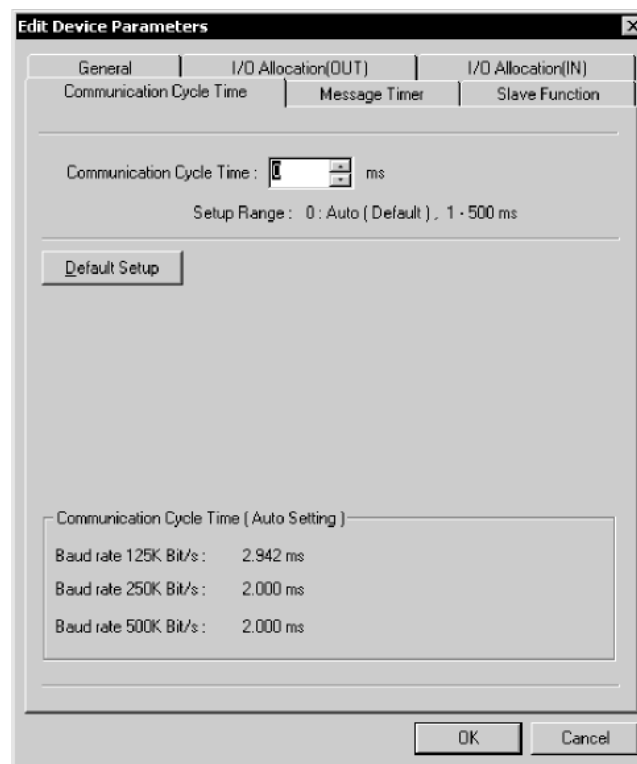 Edit Device Parameters
General I/O Allocation(OUT) I/O Allocation(IN)
Communication Cycle Time Message Timer Slave Function
Communication Cycle Time : 0 ms
Setup Range : 0 : Auto ( Default ) , 1 - 500 ms
Default Setup
Communication Cycle Time ( Auto Setting )
Baud rate 125K Bit/s : 2.942 ms
Baud rate 250K Bit/s : 2.000 ms
Baud rate 500K Bit/s : 2.000 ms
OK Cancel